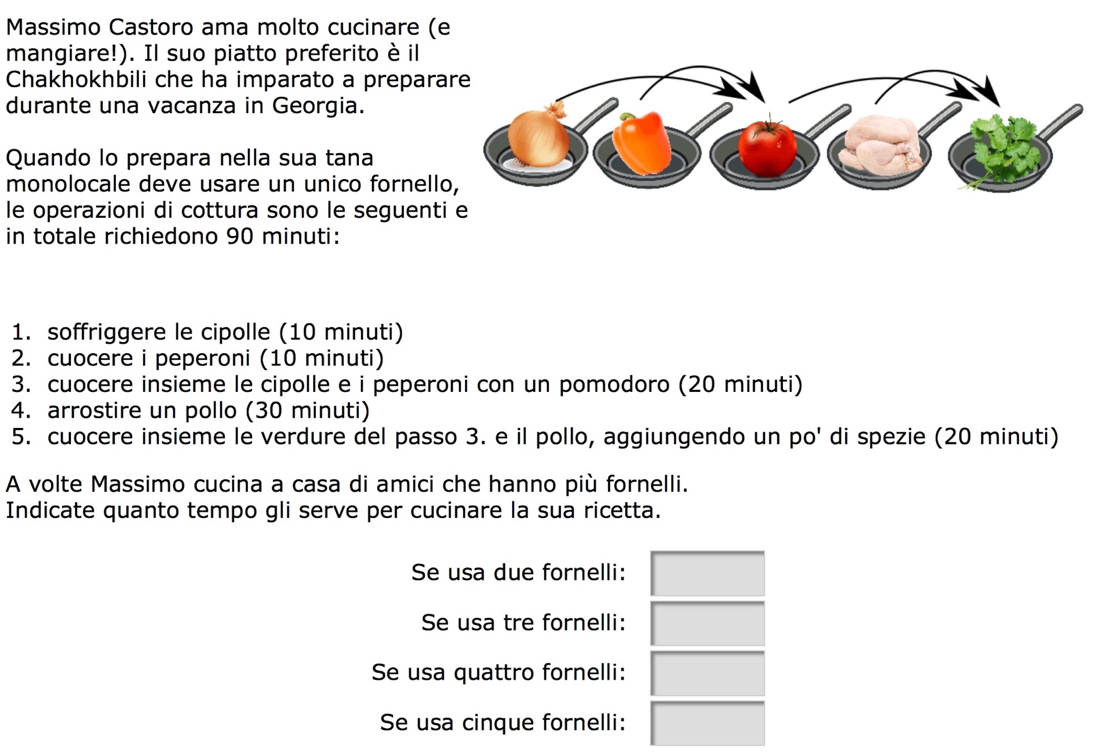 Massimo Castoro ama molto cucinare (e
mangiare!). Il suo piatto preferito è il
Chakhokhbili che ha imparato a preparare
durante una vacanza in Georgia.
Quando lo prepara nella sua tana
monolocale deve usare un unico fornello,
le operazioni di cottura sono le seguenti e
in totale richiedono 90 minuti:
1. soffriggere le cipolle (10 minuti)
2. cuocere i peperoni (10 minuti)
3. cuocere insieme le cipolle e i peperoni con un pomodoro (20 minuti)
4. arrostire un pollo (30 minuti)
5. cuocere insieme le verdure del passo 3. e il pollo, aggiungendo un po' di spezie (20 minuti)
A volte Massimo cucina a casa di amici che hanno più fornelli.
Indicate quanto tempo gli serve per cucinare la sua ricetta.
Se usa due fornelli:
Se usa tre fornelli:
Se usa quattro fornelli:
Se usa cinque fornelli: